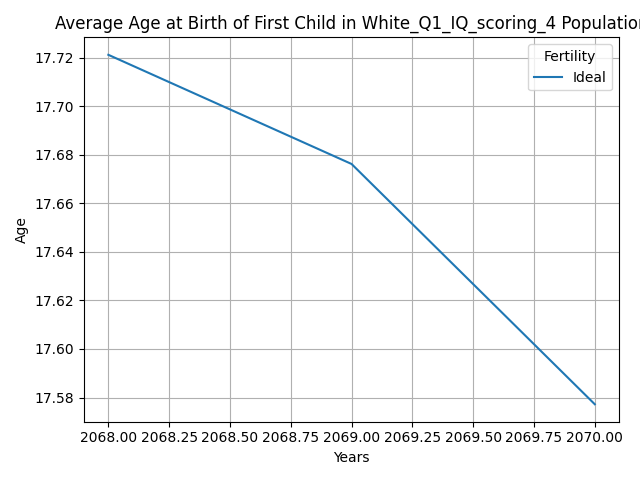 Average Age at Birth of First Child in White_Q1_IQ_scoring_4 Population
Fertility
Ideal
17.72
17.70
17.68
17.66
17.64
17.62
17.60
17.58
Age
2068.00 2068.25 2068.50 2068.75 2069.00 2069.25 2069.50 2069.75 2070.00
Years